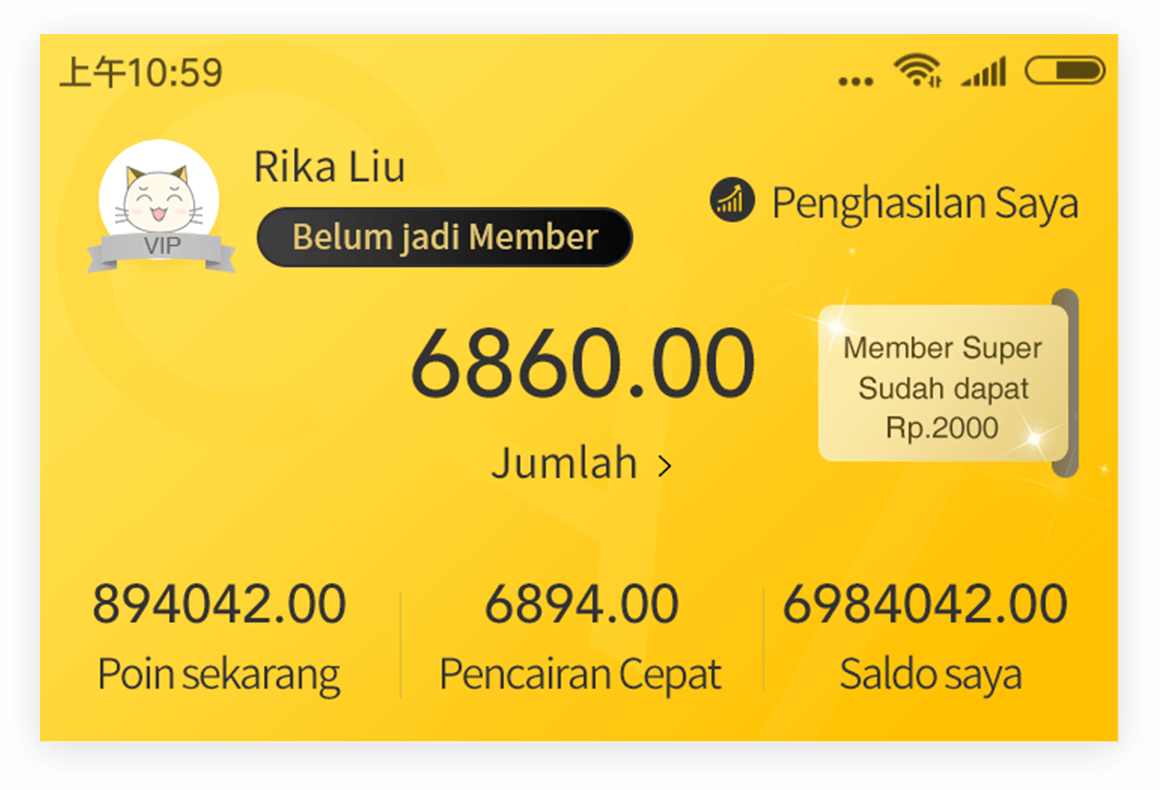 上午10:59
Rika Liu
VIP
Belum jadi Member
Penghasilan Saya
6860.00
Jumlah >
Member Super
Sudah dapat
Rp.2000
894042.00
Poin sekarang
6894.00
Pencairan Cepat
6984042.00
Saldo saya